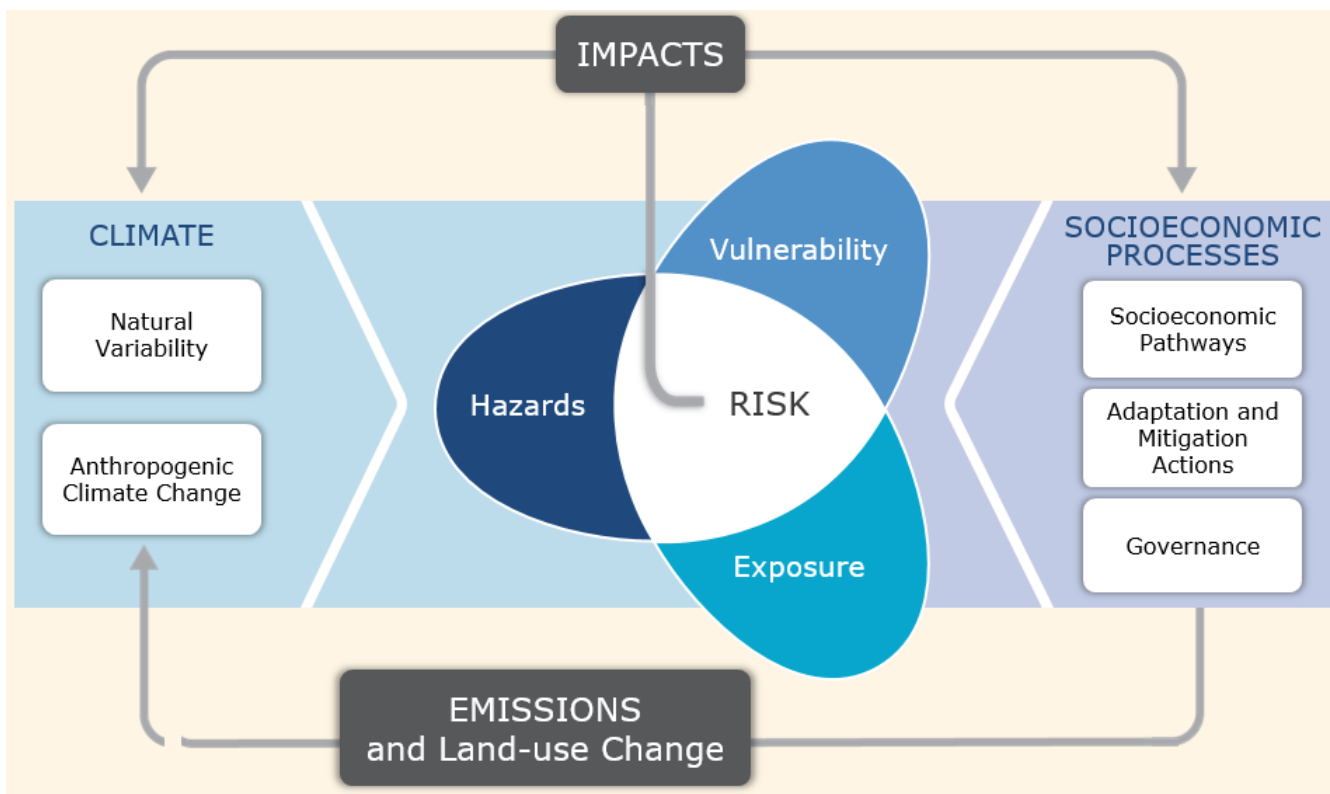 IMPACTS
CLIMATE
Natural
Variability
Anthropogenic
Climate Change
Vulnerability
Hazards
RISK
Exposure
SOCIOECONOMIC
PROCESSES
Socioeconomic
Pathways
Adaptation and
Mitigation
Actions
Governance
EMISSIONS
and Land-use Change